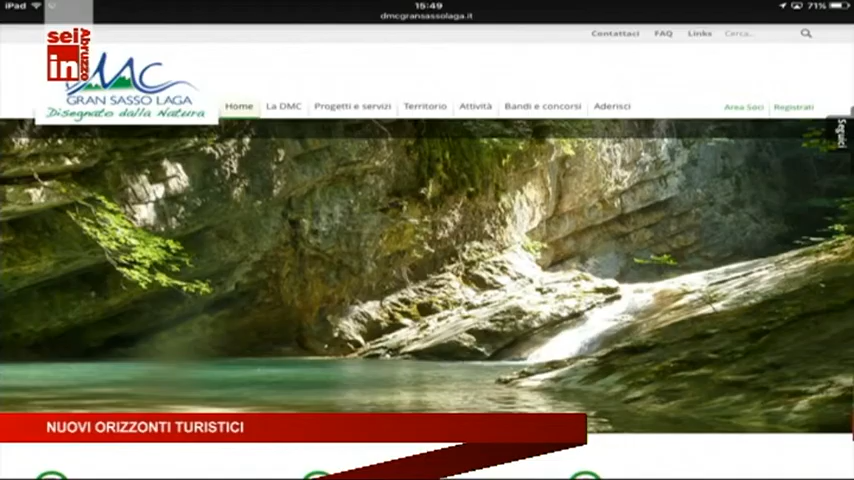 iPad 15:49 71%
dmcgransassolaga.it
Contattaci FAQ Links Cerca...
sei
in
Abruzzo
DMC
GRAN SASSO LAGA
Disegnato dalla Natura
Home La DMC Progetti e servizi Territorio Attività Bandi e concorsi Aderisci Area Soci Registrati
Seguici
NUOVI ORIZZONTI TURISTICI